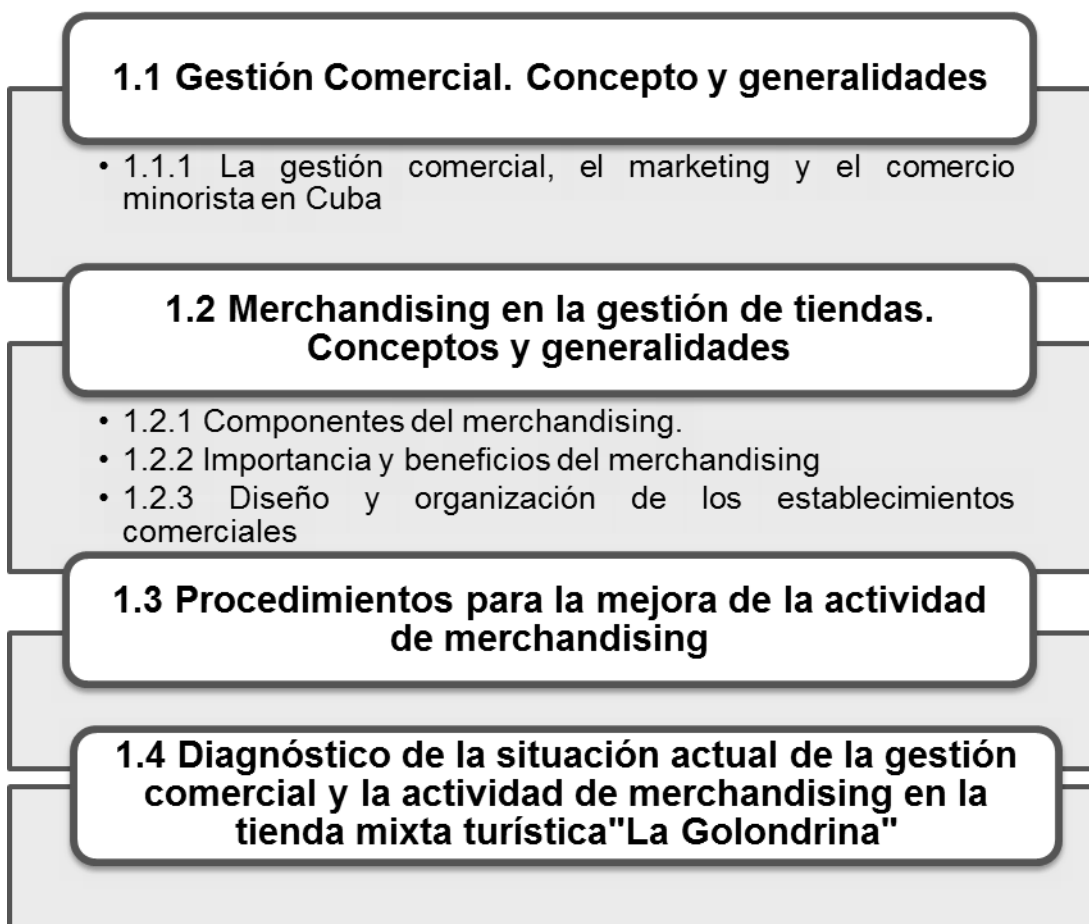 1.1 Gestión Comercial. Concepto y generalidades
• 1.1.1 La gestión comercial, el marketing y el comercio
minorista en Cuba
1.2 Merchandising en la gestión de tiendas.
Conceptos y generalidades
• 1.2.1 Componentes del merchandising.
• 1.2.2 Importancia y beneficios del merchandising
• 1.2.3 Diseño y organización de los establecimientos
comerciales
1.3 Procedimientos para la mejora de la actividad
de merchandising
1.4 Diagnóstico de la situación actual de la gestión
comercial y la actividad de merchandising en la
tienda mixta turística"La Golondrina"